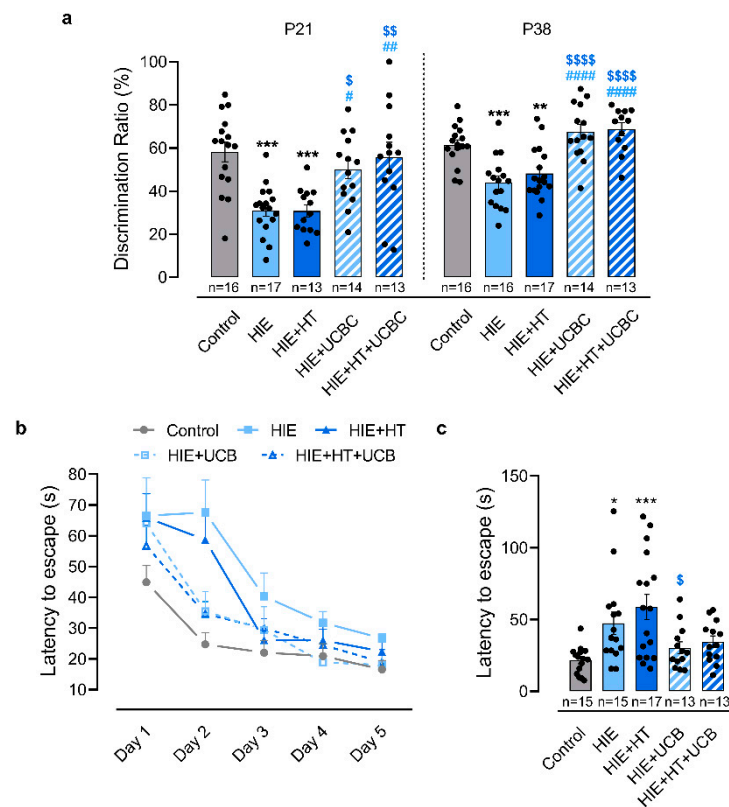 a
P21 P38
$$ ## $$$$ #### $$$$ ####
$ #
*** *** *** **
Discrimination Ratio (%)
100
80
60
40
20
0
n=16 n=17 n=13 n=14 n=13 n=16 n=16 n=17 n=14 n=13
Control HIE HIE+HT HIE+UCBC HIE+HT+UCBC Control HIE HIE+HT HIE+UCBC HIE+HT+UCBC
b
Control HIE HIE+HT
HIE+UCB HIE+HT+UCB
Latency to escape (s)
80
70
60
50
40
30
20
10
Day 1 Day 2 Day 3 Day 4 Day 5
c
Latency to escape (s)
150
100
50
0
* *** $
n=15 n=15 n=17 n=13 n=13
Control HIE HIE+HT HIE+UCB HIE+HT+UCB